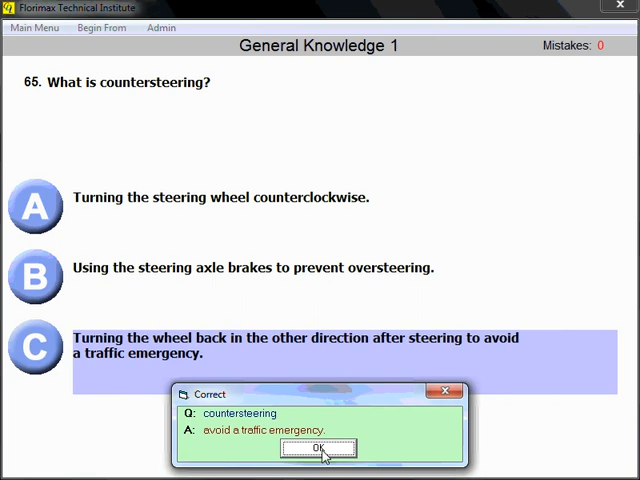 Florimax Technical Institute
Main Menu Begin From Admin
General Knowledge 1 Mistakes: 0
65. What is countersteering?
A Turning the steering wheel counterclockwise.
B Using the steering axle brakes to prevent oversteering.
C Turning the wheel back in the other direction after steering to avoid
a traffic emergency.
Correct
Q: countersteering
A: avoid a traffic emergency.
OK